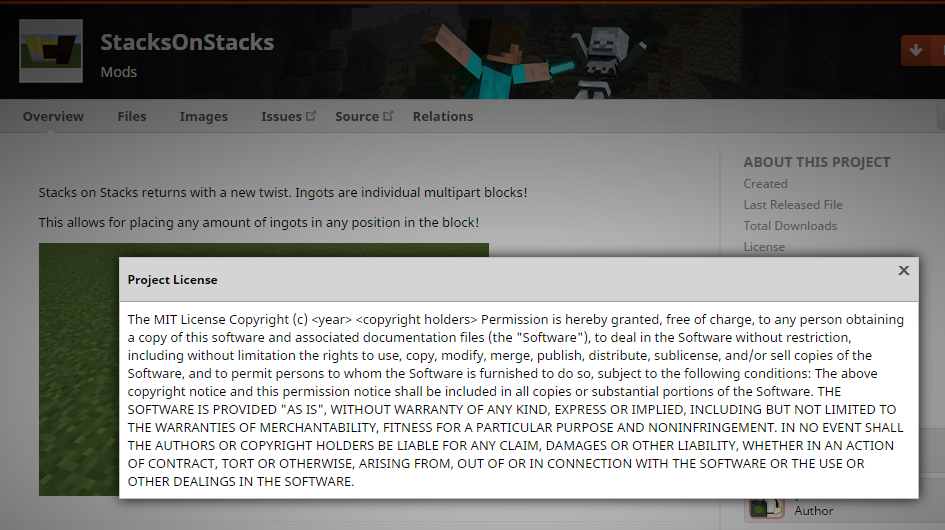 StacksOnStacks
Mods
Overview Files Images Issues Source Relations
Stacks on Stacks returns with a new twist. Ingots are individual multipart blocks!
This allows for placing any amount of ingots in any position in the block!
ABOUT THIS PROJECT
Created
Last Released File
Total Downloads
License
Project License
The MIT License Copyright (c) <year> <copyright holders> Permission is hereby granted, free of charge, to any person obtaining
a copy of this software and associated documentation files (the "Software"), to deal in the Software without restriction,
including without limitation the rights to use, copy, modify, merge, publish, distribute, sublicense, and/or sell copies of the
Software, and to permit persons to whom the Software is furnished to do so, subject to the following conditions: The above
copyright notice and this permission notice shall be included in all copies or substantial portions of the Software. THE
SOFTWARE IS PROVIDED "AS IS", WITHOUT WARRANTY OF ANY KIND, EXPRESS OR IMPLIED, INCLUDING BUT NOT LIMITED TO
THE WARRANTIES OF MERCHANTABILITY, FITNESS FOR A PARTICULAR PURPOSE AND NONINFRINGEMENT. IN NO EVENT SHALL
THE AUTHORS OR COPYRIGHT HOLDERS BE LIABLE FOR ANY CLAIM, DAMAGES OR OTHER LIABILITY, WHETHER IN AN ACTION
OF CONTRACT, TORT OR OTHERWISE, ARISING FROM, OUT OF OR IN CONNECTION WITH THE SOFTWARE OR THE USE OR
OTHER DEALINGS IN THE SOFTWARE.
Author